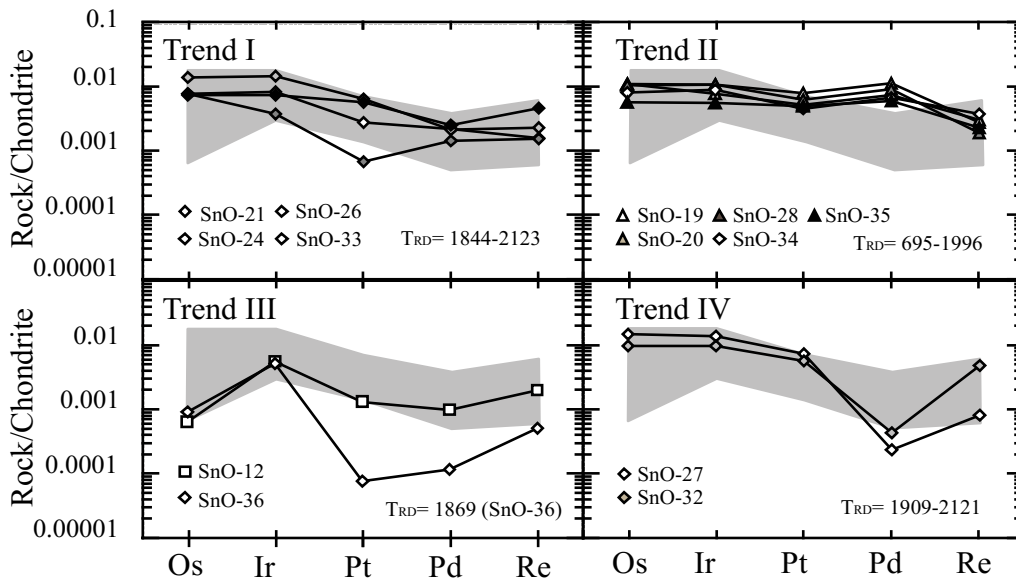 0.1
Trend I
Trend II
0.01
0.001
Rock/Chondrite
SnO-21 SnO-26
SnO-19 SnO-28 SnO-35
0.0001
SnO-24 SnO-33
SnO-20 SnO-34
TRD= 1844-2123
TRD= 695-1996
0.00001
Trend III
Trend IV
0.01
0.001
Rock/Chondrite
0.0001
SnO-12
SnO-27
SnO-36
SnO-32
TRD= 1869 (SnO-36)
TRD= 1909-2121
0.00001
Os Ir Pt Pd Re Os Ir Pt Pd Re